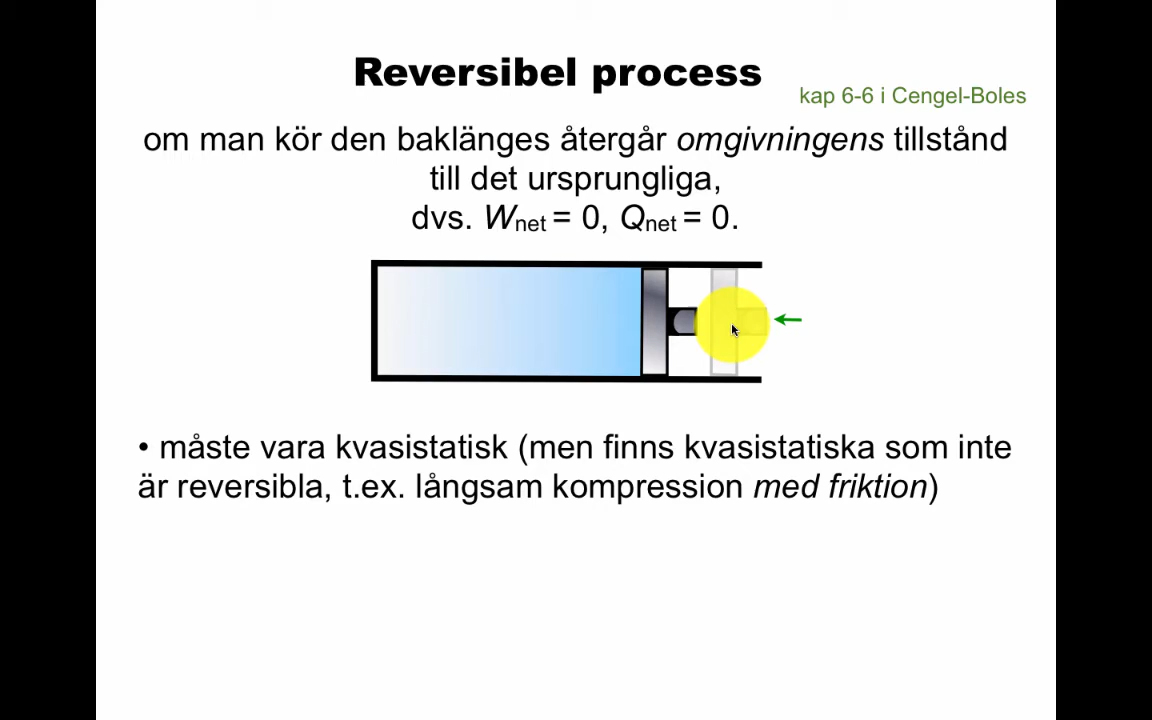 Reversibel process
kap 6-6 i Cengel-Boles
om man kör den baklänges återgår omgivningens tillstånd
till det ursprungliga,
dvs. Wnet = 0, Qnet = 0.
• måste vara kvasistatisk (men finns kvasistatiska som inte
är reversibla, t.ex. långsam kompression med friktion)